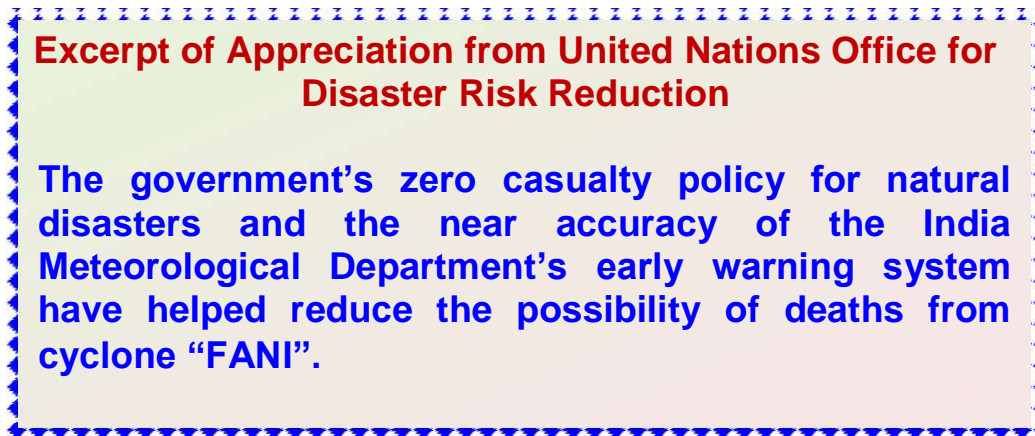 Excerpt of Appreciation from United Nations Office for
Disaster Risk Reduction
The government’s zero casualty policy for natural
disasters and the near accuracy of the India
Meteorological Department’s early warning system
have helped reduce the possibility of deaths from
cyclone “FANI”.